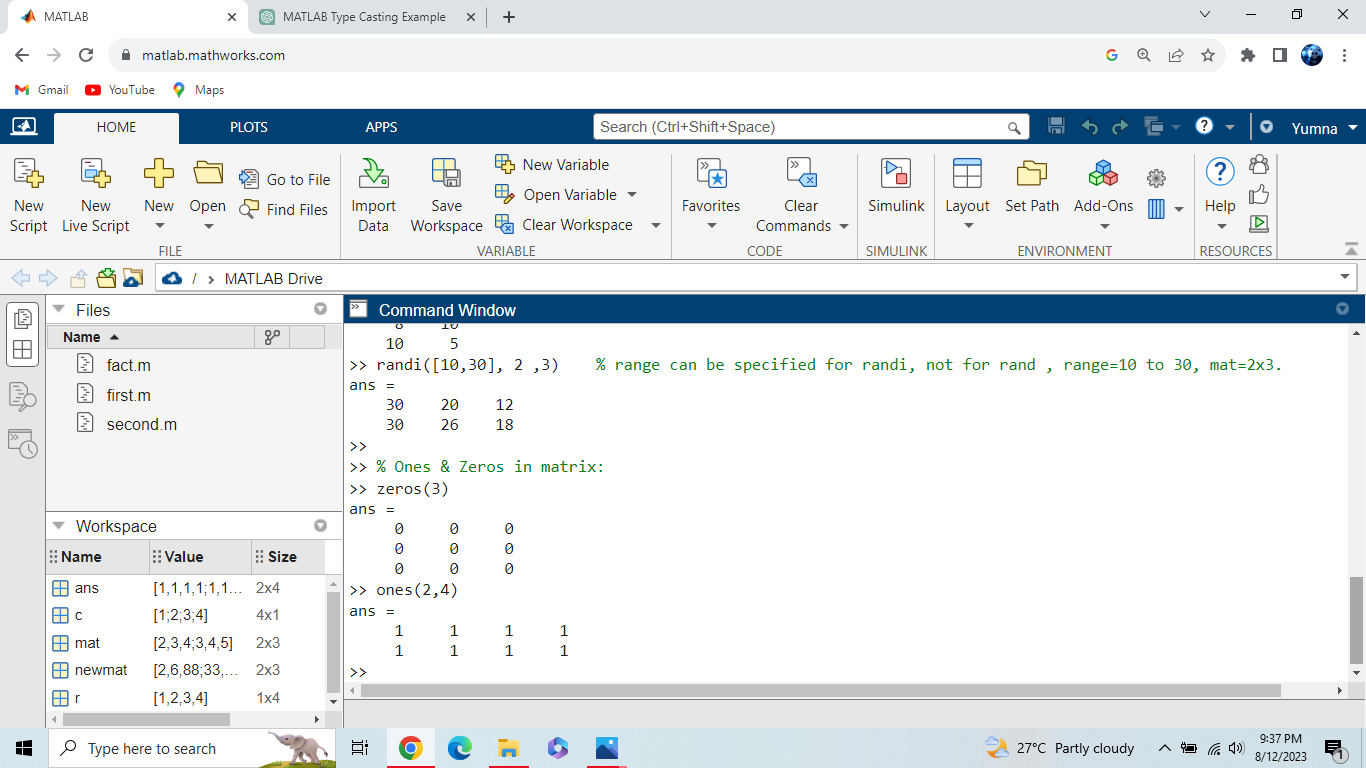 MATLAB
MATLAB Type Casting Example
matlab.mathworks.com
Gmail YouTube Maps
HOME PLOTS APPS Search (Ctrl+Shift+Space) Yumna
New Script
New Live Script
New
Open
Go to File
Find Files
FILE
Import Data
Save Workspace
New Variable
Open Variable
Clear Workspace
VARIABLE
Favorites
Clear Commands
CODE
Simulink
SIMULINK
Layout
Set Path
Add-Ons
ENVIRONMENT
Help
RESOURCES
/ MATLAB Drive
Files
Name
fact.m
first.m
second.m
Workspace
Name Value Size
ans [1,1,1,1;1,1... 2x4
c [1;2;3;4] 4x1
mat [2,3,4;3,4,5] 2x3
newmat [2,6,88;33,... 2x3
r [1,2,3,4] 1x4
Command Window
8 10
10 5
>> randi([10,30], 2 ,3) % range can be specified for randi, not for rand , range=10 to 30, mat=2x3.
ans =
30 20 12
30 26 18
>>
>> % Ones & Zeros in matrix:
>> zeros(3)
ans =
0 0 0
0 0 0
0 0 0
>> ones(2,4)
ans =
1 1 1 1
1 1 1 1
>>
Type here to search
27°C Partly cloudy
9:37 PM
8/12/2023
1